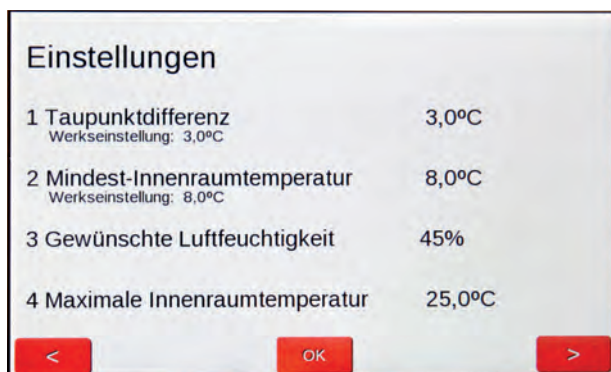 Einstellungen
1 Taupunktdifferenz 3,0ºC
Werkseinstellung: 3,0ºC
2 Mindest-Innenraumtemperatur 8,0ºC
Werkseinstellung: 8,0ºC
3 Gewünschte Luftfeuchtigkeit 45%
4 Maximale Innenraumtemperatur 25,0ºC
< OK >